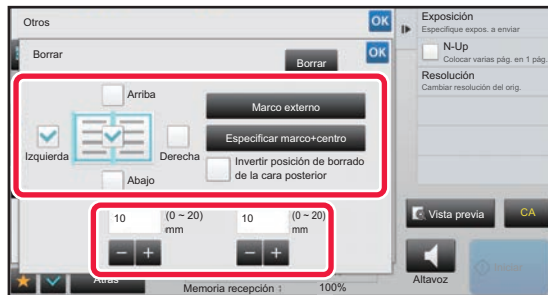 Otros
OK
Exposición
Especifique expos. a enviar
Borrar
Borrar
OK
N-Up
Colocar varias pág. en 1 pág.
Resolución
Cambiar resolución del orig.
Arriba
Marco externo
Especificar marco+centro
Izquierda
Derecha
Invertir posición de borrado
de la cara posterior
Abajo
10
(0 ~ 20)
mm
10
(0 ~ 20)
mm
Vista previa
CA
Atrás
Memoria recepción :
100%
Altavoz